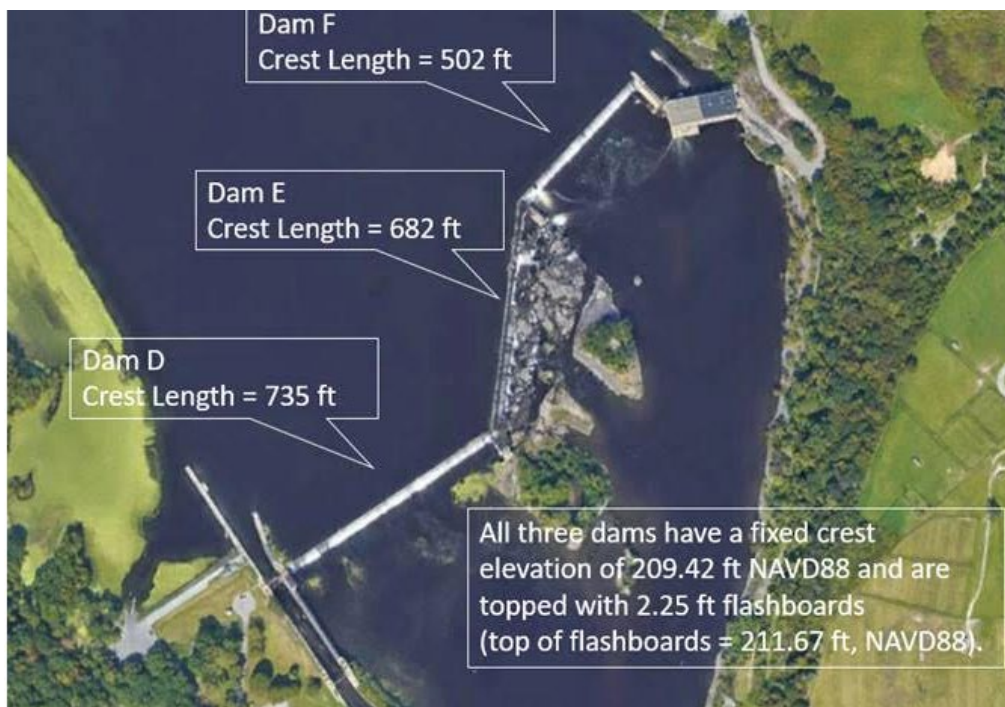 Dam F
Crest Length = 502 ft
Dam E
Crest Length = 682 ft
Dam D
Crest Length = 735 ft
All three dams have a fixed crest
elevation of 209.42 ft NAVD88 and are
topped with 2.25 ft flashboards
(top of flashboards = 211.67 ft, NAVD88).